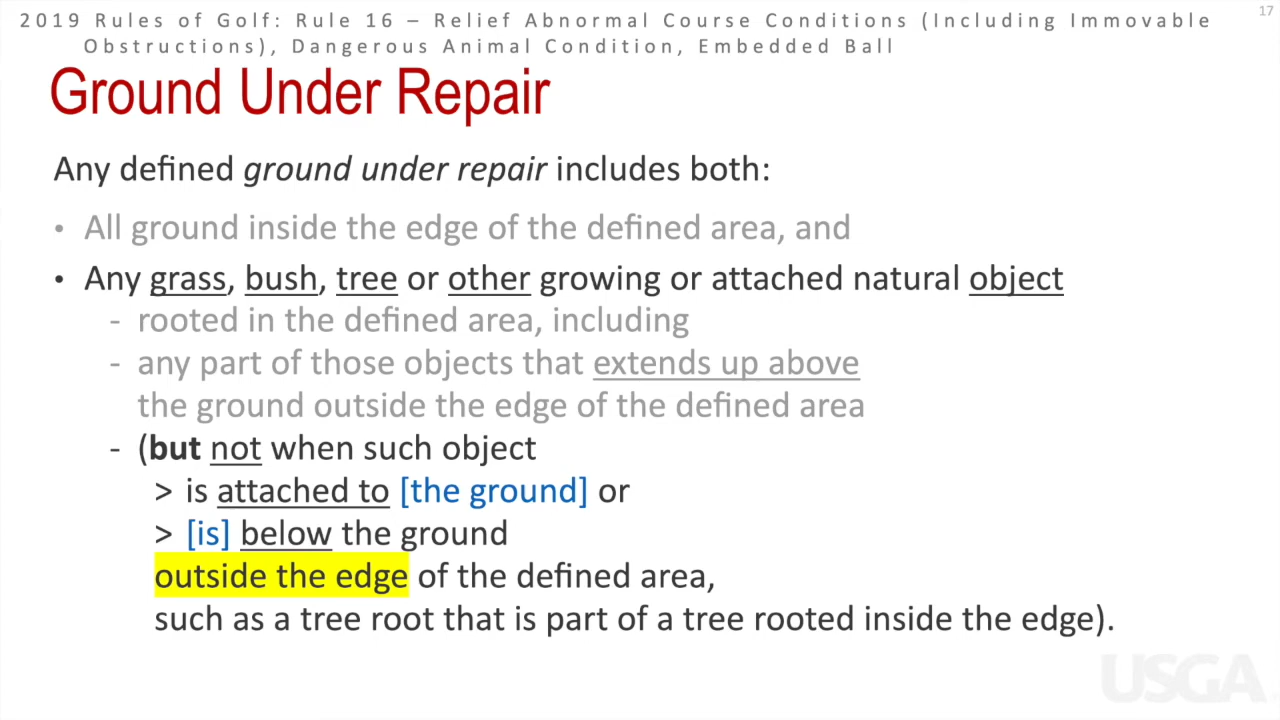 2019 Rules of Golf: Rule 16 – Relief Abnormal Course Conditions (Including Immovable
Obstructions), Dangerous Animal Condition, Embedded Ball
17
Ground Under Repair
Any defined ground under repair includes both:
• All ground inside the edge of the defined area, and
• Any grass, bush, tree or other growing or attached natural object
- rooted in the defined area, including
- any part of those objects that extends up above
the ground outside the edge of the defined area
- (but not when such object
> is attached to [the ground] or
> [is] below the ground
outside the edge of the defined area,
such as a tree root that is part of a tree rooted inside the edge).
USGA